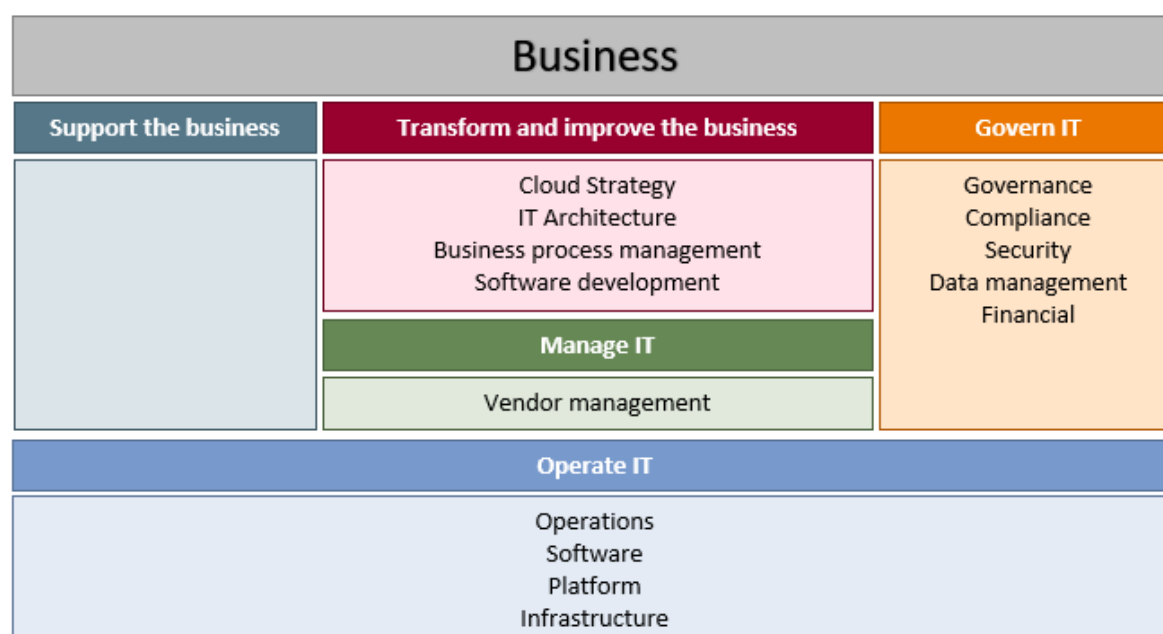 Business
Support the business
Transform and improve the business
Cloud Strategy
IT Architecture
Business process management
Software development
Manage IT
Vendor management
Govern IT
Governance
Compliance
Security
Data management
Financial
Operate IT
Operations
Software
Platform
Infrastructure